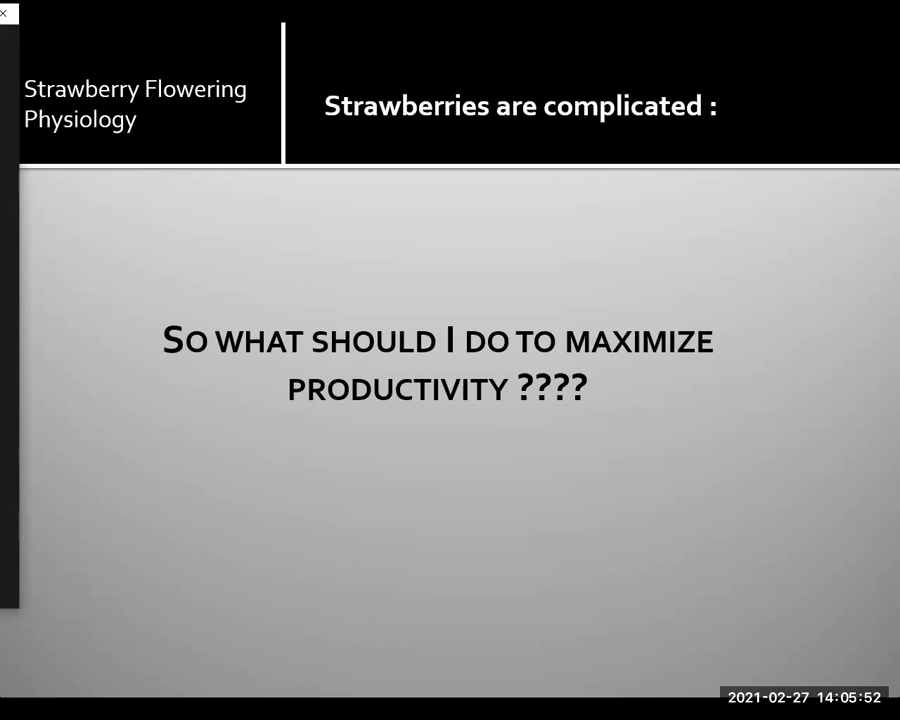 Strawberry Flowering
Physiology
Strawberries are complicated :
SO WHAT SHOULD I DO TO MAXIMIZE
PRODUCTIVITY ????
2021-02-27 14:05:52